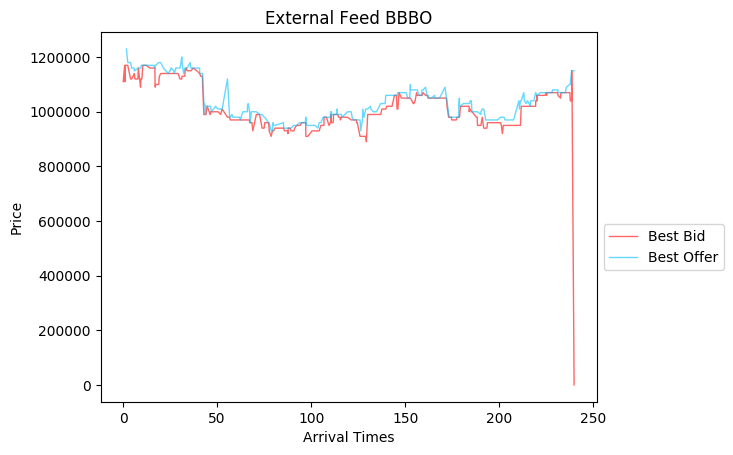 External Feed BBBO
1200000
1000000
800000
600000
400000
200000
0
Price
0 50 100 150 200 250
Arrival Times
Best Bid
Best Offer